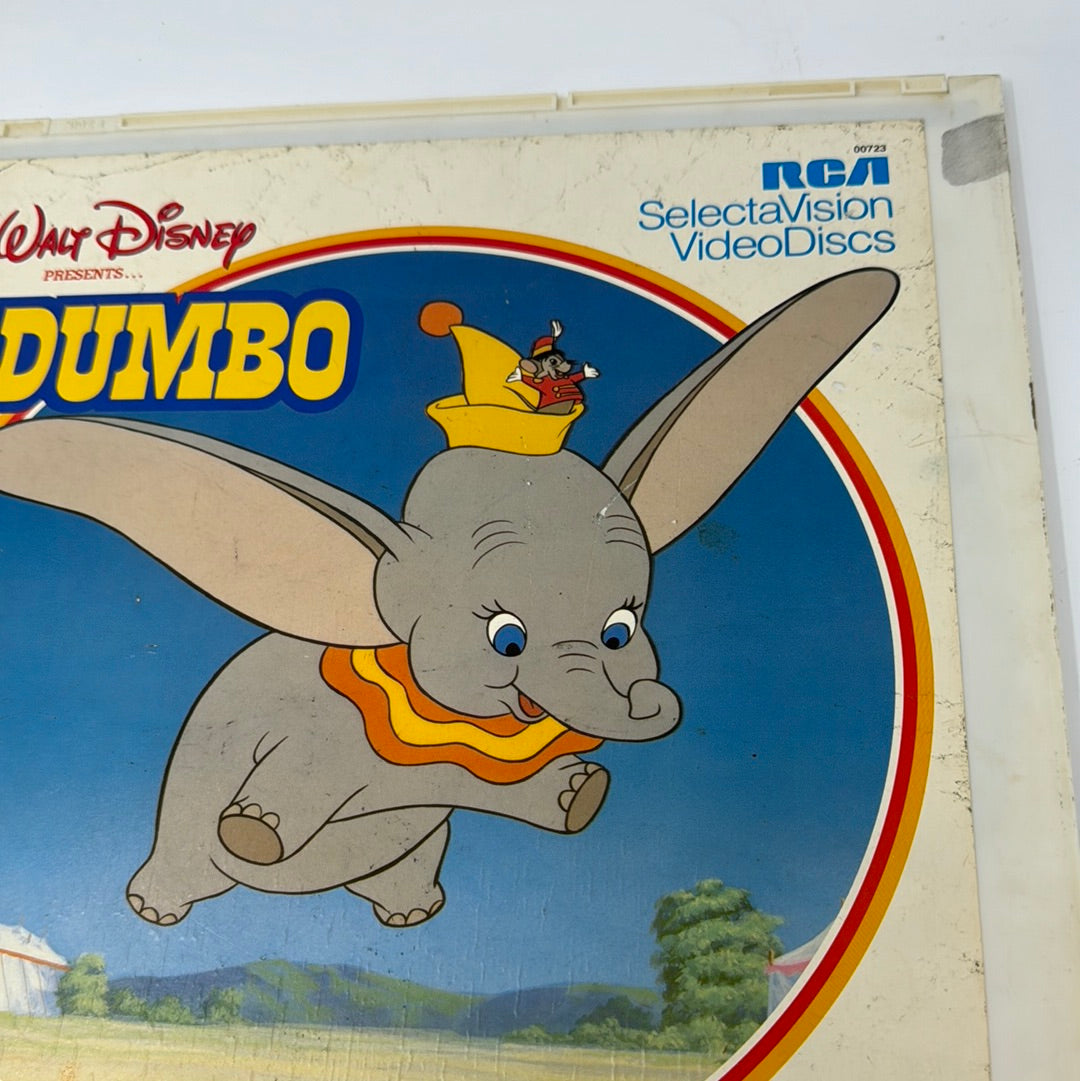 00723
RCA
SelectaVision
VideoDiscs
WALT DISNEY
PRESENTS...
DUMBO